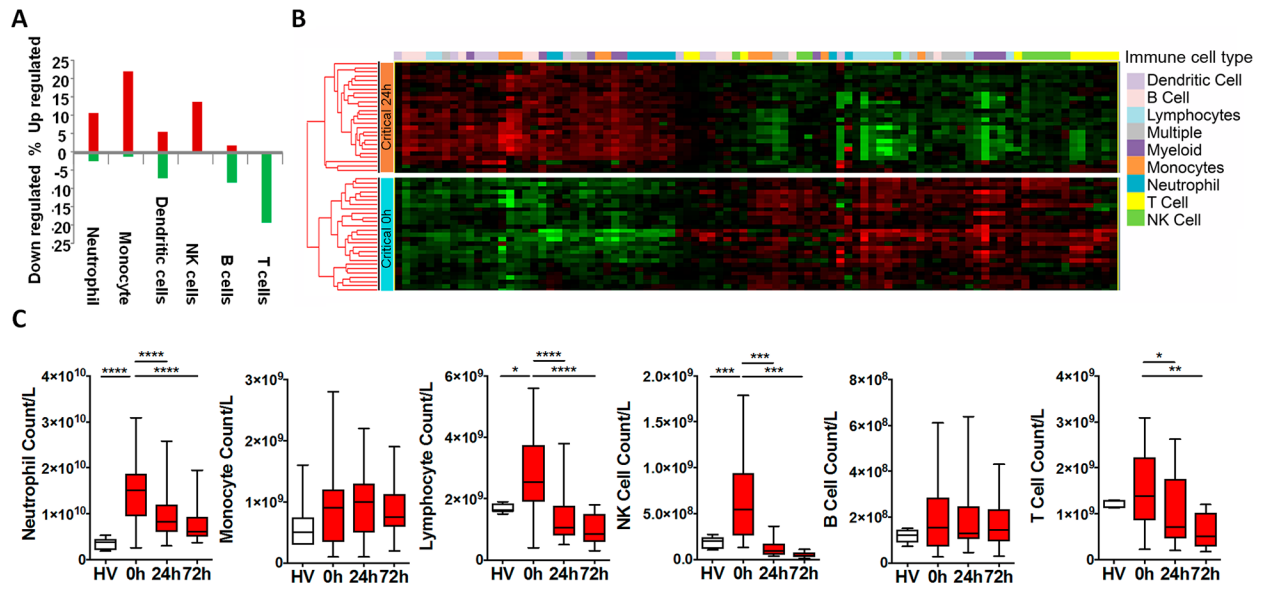 A
B
Down regulated % Up regulated
25
20
15
10
5
0
-5
-10
-15
-20
-25
Neutrophil
Monocyte
Dendritic cells
NK cells
B cells
T cells
Critical 24h
Critical 0h
Immune cell type
Dendritic Cell
B Cell
Lymphocytes
Multiple
Myeloid
Monocytes
Neutrophil
T Cell
NK Cell
C
Neutrophil Count/L
4×10¹⁰
3×10¹⁰
2×10¹⁰
1×10¹⁰
0
**** **** ****
HV 0h 24h 72h
Monocyte Count/L
3×10⁹
2×10⁹
1×10⁹
0
HV 0h 24h 72h
Lymphocyte Count/L
6×10⁹
4×10⁹
2×10⁹
0
* **** ****
HV 0h 24h 72h
NK Cell Count/L
2.0×10⁹
1.5×10⁹
1.0×10⁹
5.0×10⁸
0.0
*** *** ***
HV 0h 24h 72h
B Cell Count/L
8×10⁸
6×10⁸
4×10⁸
2×10⁸
0
HV 0h 24h 72h
T Cell Count/L
4×10⁹
3×10⁹
2×10⁹
1×10⁹
0
* **
HV 0h 24h 72h